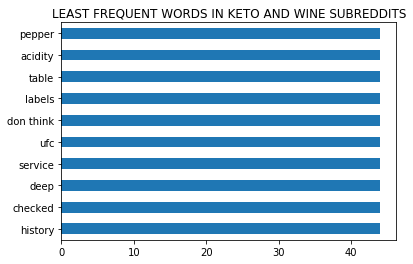 LEAST FREQUENT WORDS IN KETO AND WINE SUBREDDITS
pepper
acidity
table
labels
don think
ufc
service
deep
checked
history
0 10 20 30 40